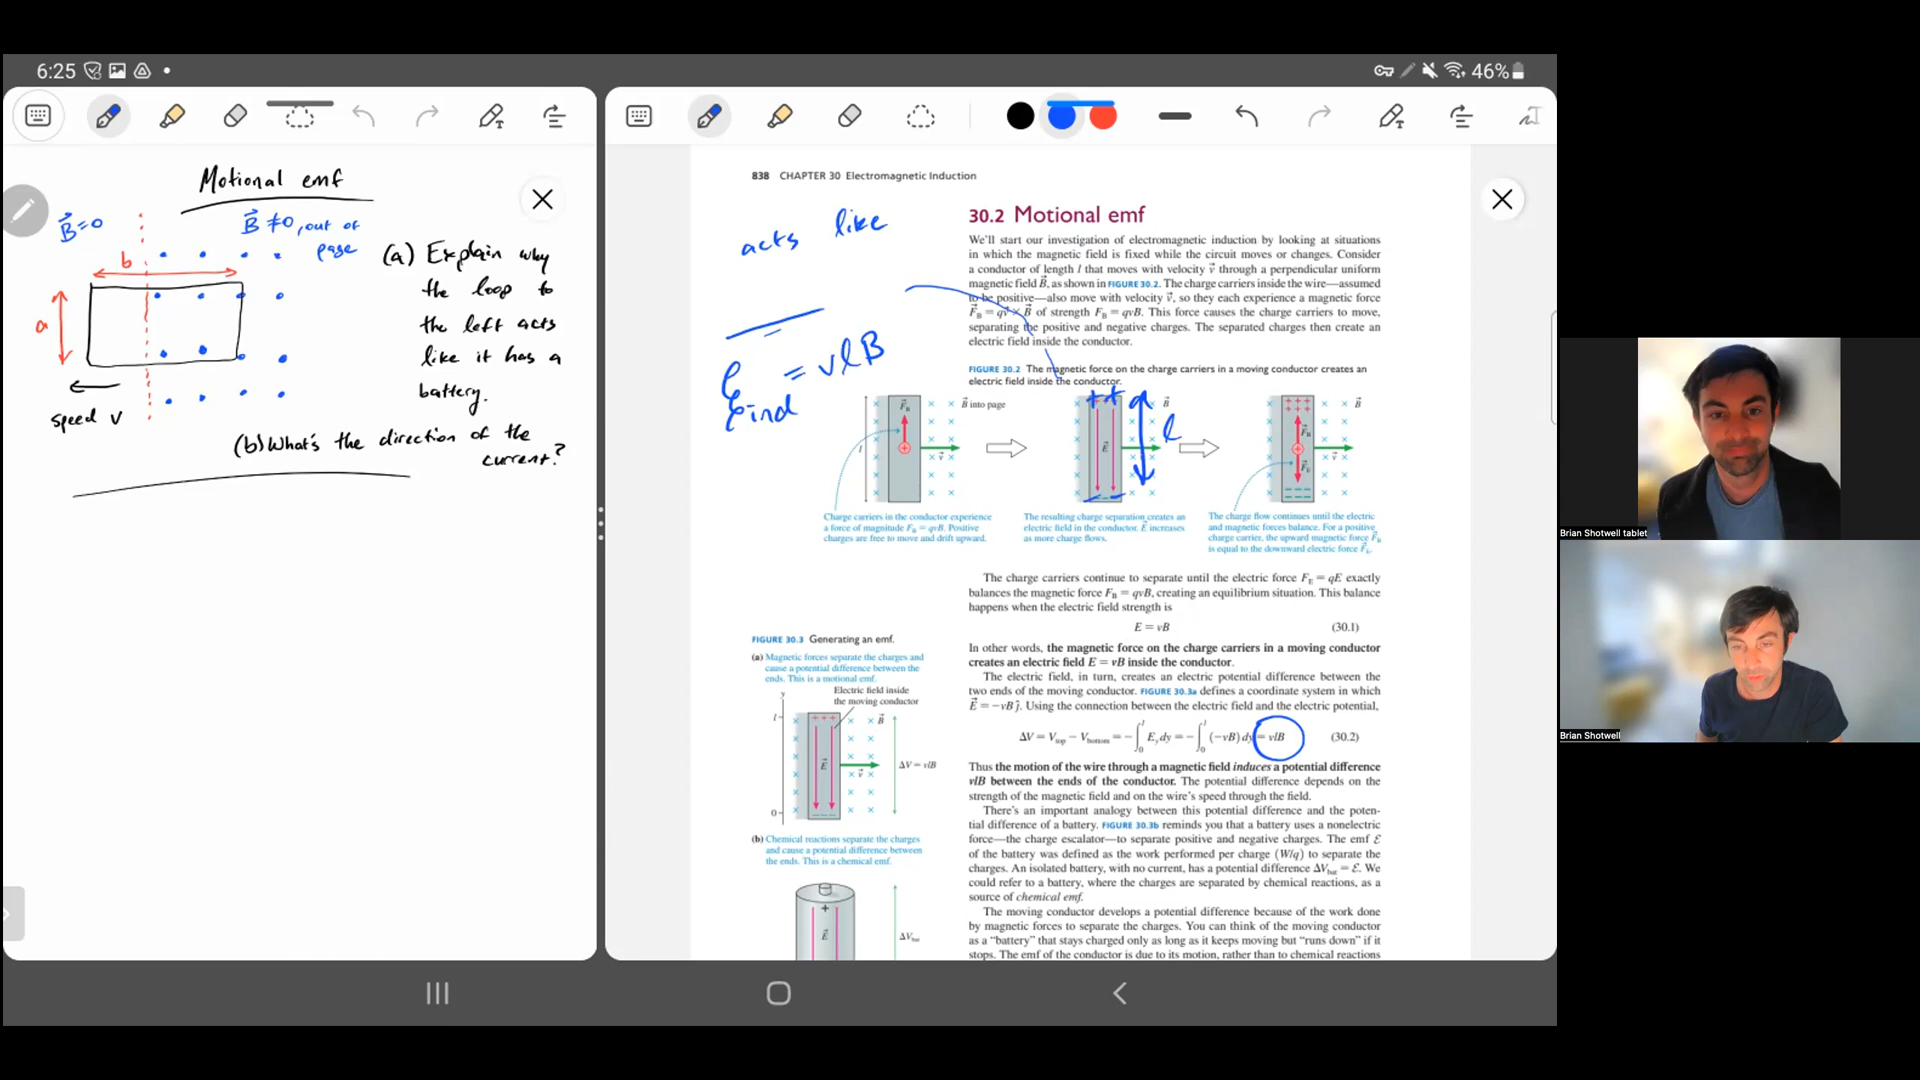 6:25
46%
Motional emf
B⃗=0
B⃗ ≠0, out of
page
b
a
speed v
(a) Explain why
the loop to
the left acts
like it has a
battery.
(b) What's the direction of the
current?
838 CHAPTER 30 Electromagnetic Induction
acts like
ℰ = vlB
ℰind
30.2 Motional emf
We'll start our investigation of electromagnetic induction by looking at situations
in which the magnetic field is fixed while the circuit moves or changes. Consider
a conductor of length l that moves with velocity v⃗ through a perpendicular uniform
magnetic field B⃗, as shown in FIGURE 30.2. The charge carriers inside the wire—assumed
to be positive—also move with velocity v⃗, so they each experience a magnetic force
F⃗B = qv⃗ × B⃗ of strength FB = qvB. This force causes the charge carriers to move,
separating the positive and negative charges. The separated charges then create an
electric field inside the conductor.
FIGURE 30.2 The magnetic force on the charge carriers in a moving conductor creates an
electric field inside the conductor.
B⃗ into page
F⃗B
v⃗
l
++
E⃗
B⃗
l
B⃗
F⃗B
F⃗E
v⃗
Charge carriers in the conductor experience
a force of magnitude FB = qvB. Positive
charges are free to move and drift upward.
The resulting charge separation creates an
electric field in the conductor. E⃗ increases
as more charge flows.
The charge flow continues until the electric
and magnetic forces balance. For a positive
charge carrier, the upward magnetic force F⃗B
is equal to the downward electric force F⃗E.
The charge carriers continue to separate until the electric force FE = qE exactly
balances the magnetic force FB = qvB, creating an equilibrium situation. This balance
happens when the electric field strength is
E = vB (30.1)
In other words, the magnetic force on the charge carriers in a moving conductor
creates an electric field E = vB inside the conductor.
The electric field, in turn, creates an electric potential difference between the
two ends of the moving conductor. FIGURE 30.3a defines a coordinate system in which
E⃗ = −vB ĵ. Using the connection between the electric field and the electric potential,
ΔV = Vtop − Vbottom = −∫₀ˡ Ey dy = −∫₀ˡ (−vB) dy = vlB (30.2)
Thus the motion of the wire through a magnetic field induces a potential difference
vlB between the ends of the conductor. The potential difference depends on the
strength of the magnetic field and on the wire's speed through the field.
There's an important analogy between this potential difference and the poten-
tial difference of a battery. FIGURE 30.3b reminds you that a battery uses a nonelectric
force—the charge escalator—to separate positive and negative charges. The emf ℰ
of the battery was defined as the work performed per charge (W/q) to separate the
charges. An isolated battery, with no current, has a potential difference ΔVbat = ℰ. We
could refer to a battery, where the charges are separated by chemical reactions, as a
source of chemical emf.
The moving conductor develops a potential difference because of the work done
by magnetic forces to separate the charges. You can think of the moving conductor
as a "battery" that stays charged only as long as it keeps moving but "runs down" if it
stops. The emf of the conductor is due to its motion, rather than to chemical reactions
FIGURE 30.3 Generating an emf.
(a) Magnetic forces separate the charges and
cause a potential difference between the
ends. This is a motional emf.
Electric field inside
the moving conductor
y
l
B⃗
E⃗
v⃗
ΔV = vlB
0
(b) Chemical reactions separate the charges
and cause a potential difference between
the ends. This is a chemical emf.
+
E⃗
ΔVbat
Brian Shotwell tablet
Brian Shotwell